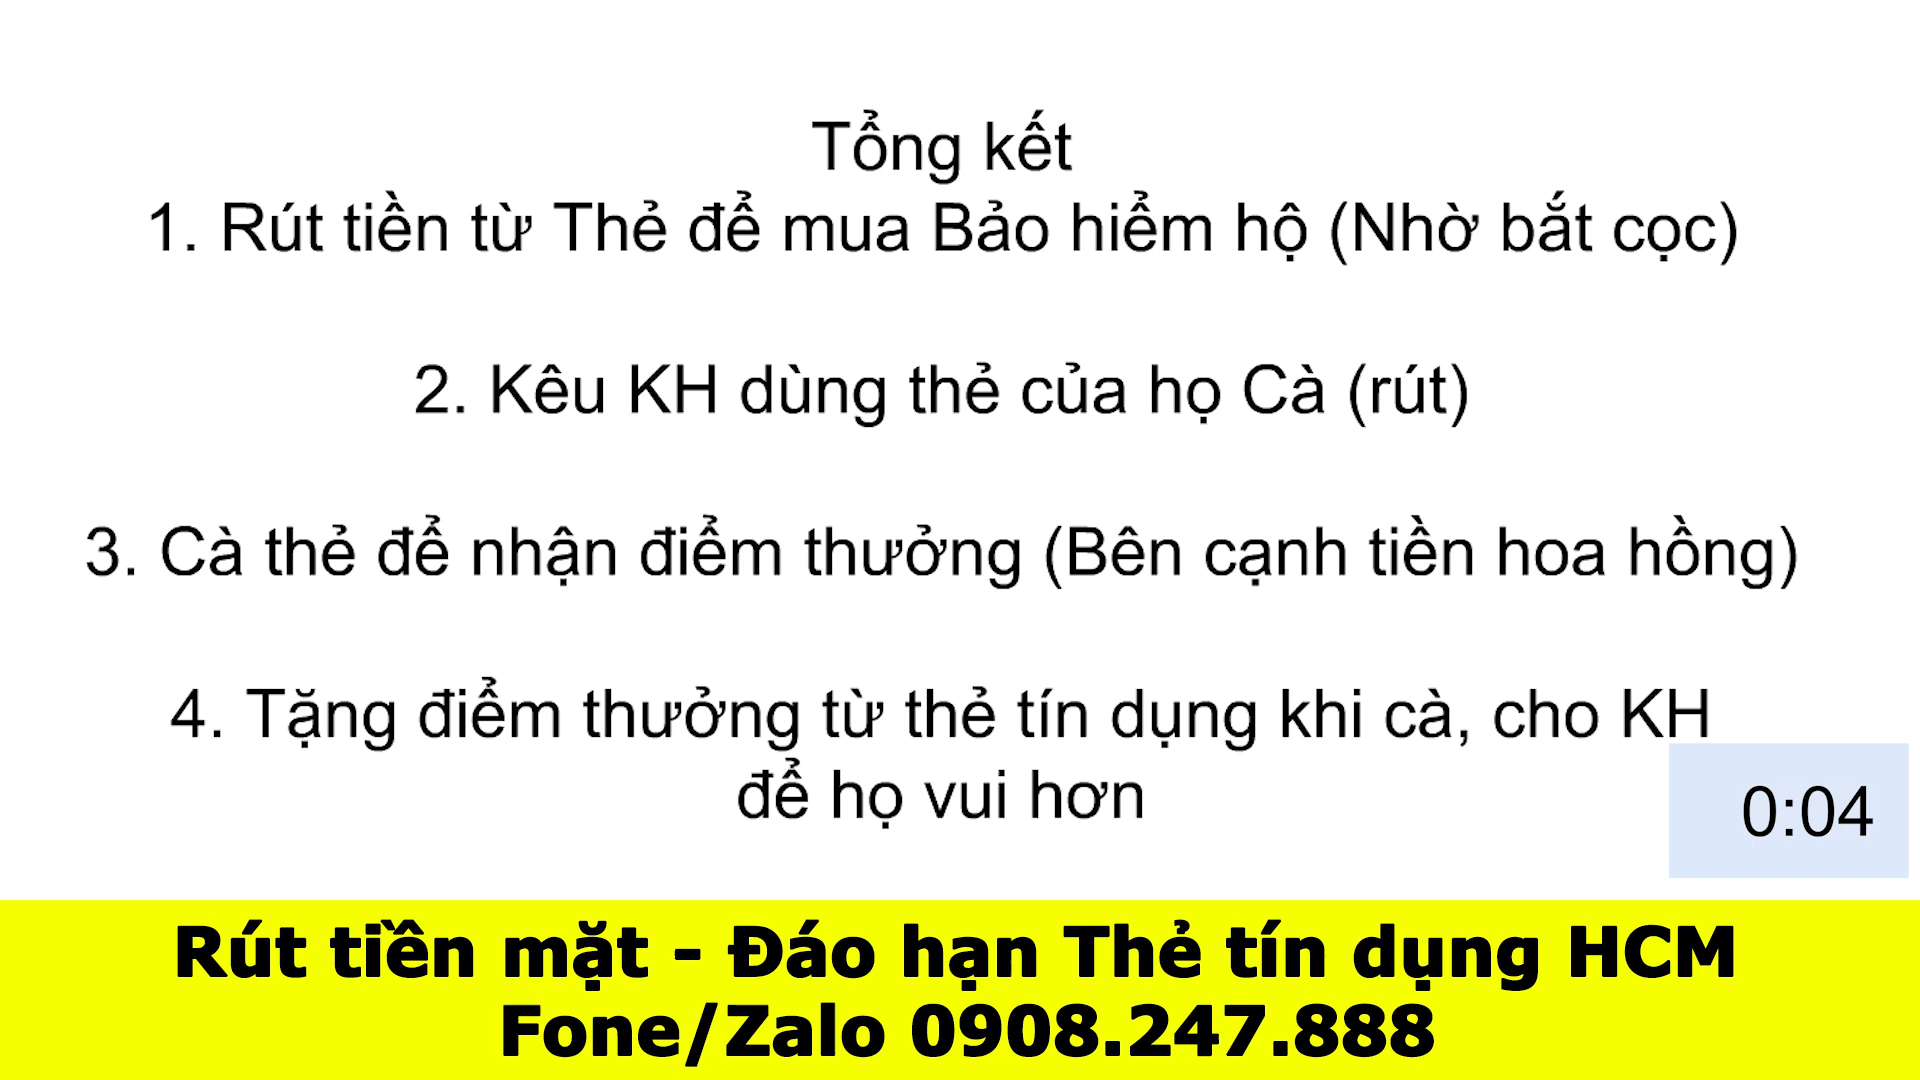 Tổng kết
1. Rút tiền từ Thẻ để mua Bảo hiểm hộ (Nhờ bắt cọc)
2. Kêu KH dùng thẻ của họ Cà (rút)
3. Cà thẻ để nhận điểm thưởng (Bên cạnh tiền hoa hồng)
4. Tặng điểm thưởng từ thẻ tín dụng khi cà, cho KH
để họ vui hơn
0:04
Rút tiền mặt - Đáo hạn Thẻ tín dụng HCM
Fone/Zalo 0908.247.888